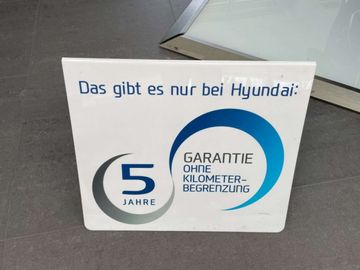 Das gibt es nur bei Hyundai:
5
JAHRE
GARANTIE
OHNE
KILOMETER-
BEGRENZUNG